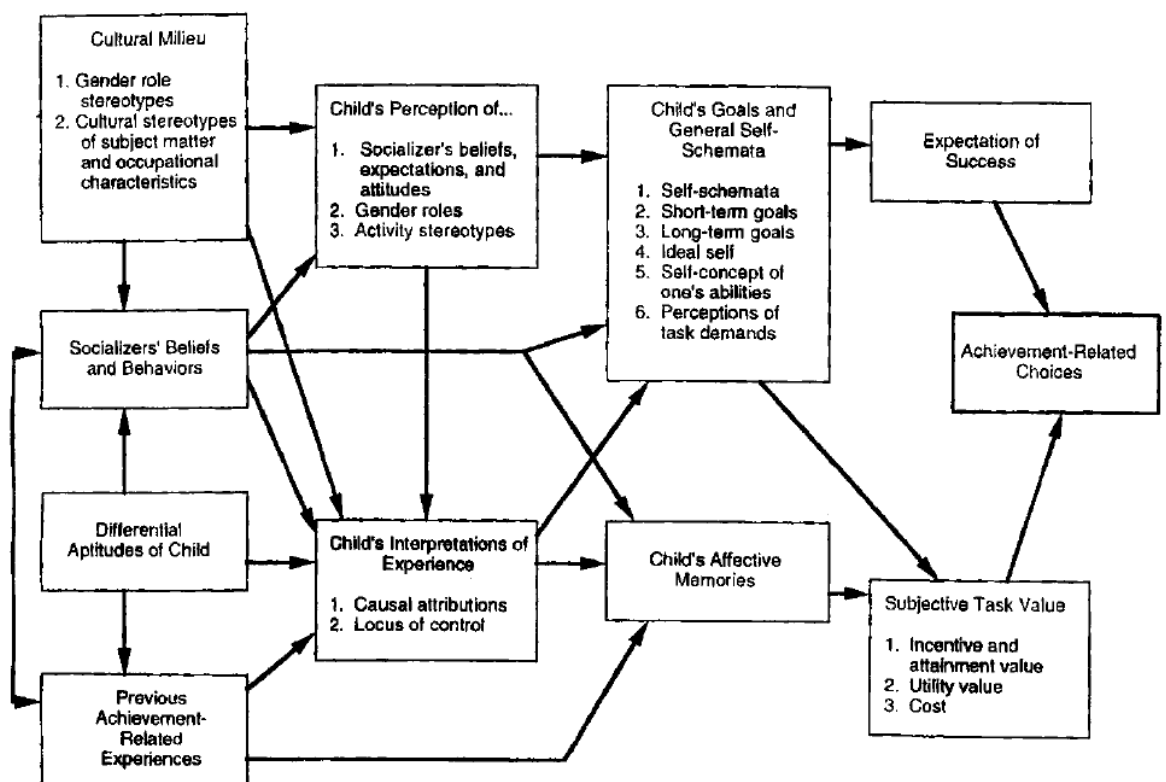 Cultural Milieu
1. Gender role
stereotypes
2. Cultural stereotypes
of subject matter
and occupational
characteristics
Child's Perception of...
1. Socializer's beliefs,
expectations, and
attitudes
2. Gender roles
3. Activity stereotypes
Child's Goals and
General Self-
Schemata
1. Self-schemata
2. Short-term goals
3. Long-term goals
4. Ideal self
5. Self-concept of
one's abilities
6. Perceptions of
task demands
Expectation of
Success
Socializers' Beliefs
and Behaviors
Achievement-Related
Choices
Differential
Aptitudes of Child
Child's Interpretations of
Experience
1. Causal attributions
2. Locus of control
Child's Affective
Memories
Subjective Task Value
1. Incentive and
attainment value
2. Utility value
3. Cost
Previous
Achievement-
Related
Experiences